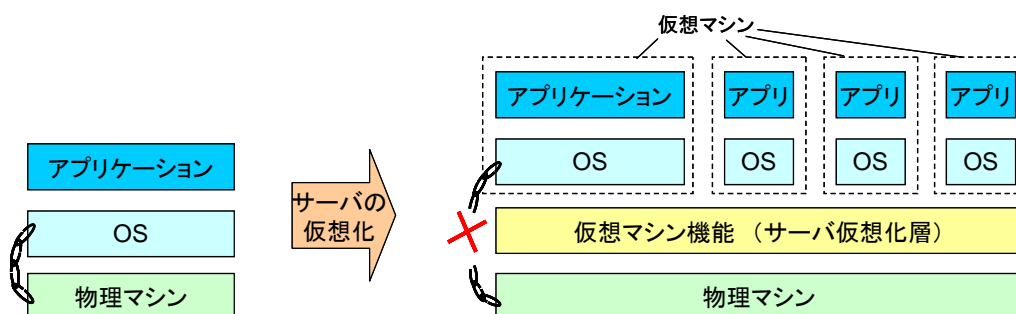 仮想マシン
アプリケーション
アプリ
アプリ
アプリ
OS
OS
OS
OS
仮想マシン機能 （サーバ仮想化層）
物理マシン
サーバの
仮想化
アプリケーション
OS
物理マシン